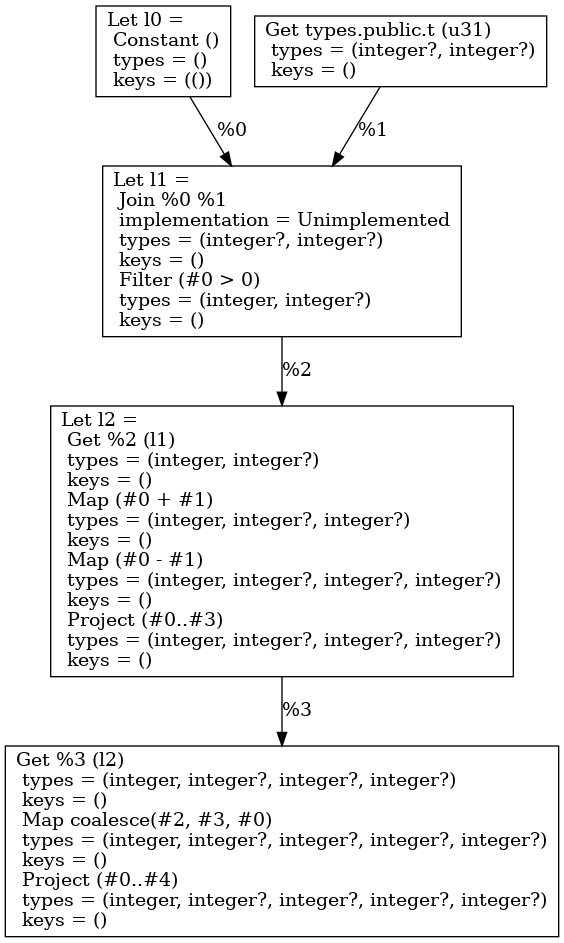 Let l0 =
Constant ()
types = ()
keys = (())
Get types.public.t (u31)
types = (integer?, integer?)
keys = ()
%0
%1
Let l1 =
Join %0 %1
implementation = Unimplemented
types = (integer?, integer?)
keys = ()
Filter (#0 > 0)
types = (integer, integer?)
keys = ()
%2
Let l2 =
Get %2 (l1)
types = (integer, integer?)
keys = ()
Map (#0 + #1)
types = (integer, integer?, integer?)
keys = ()
Map (#0 - #1)
types = (integer, integer?, integer?, integer?)
keys = ()
Project (#0..#3)
types = (integer, integer?, integer?, integer?)
keys = ()
%3
Get %3 (l2)
types = (integer, integer?, integer?, integer?)
keys = ()
Map coalesce(#2, #3, #0)
types = (integer, integer?, integer?, integer?, integer?)
keys = ()
Project (#0..#4)
types = (integer, integer?, integer?, integer?, integer?)
keys = ()